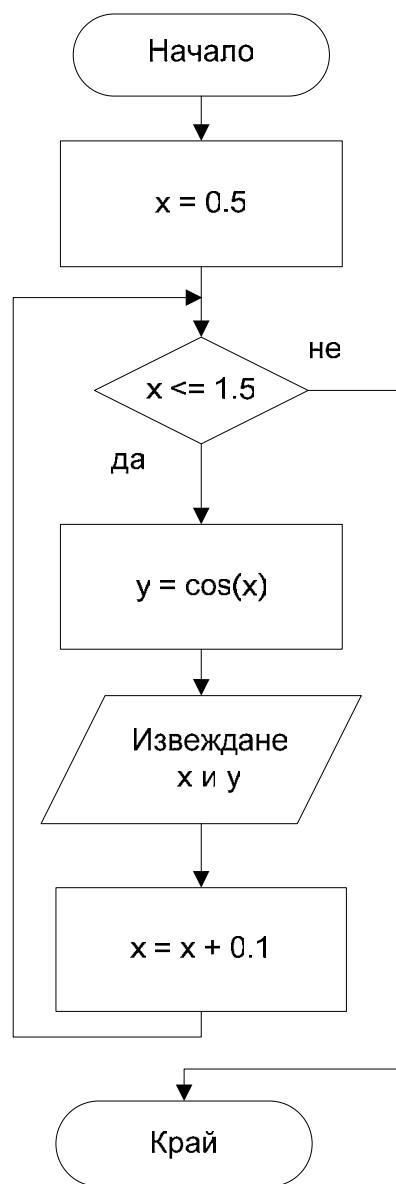 Начало
x = 0.5
не
x <= 1.5
да
y = cos(x)
Извеждане
x и y
x = x + 0.1
Край